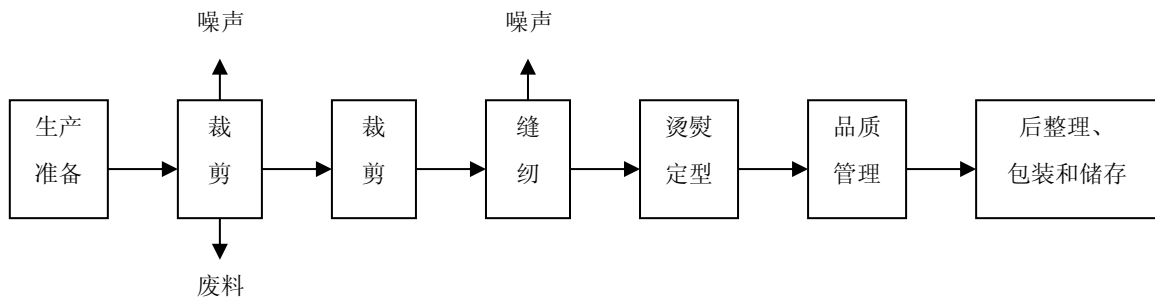 噪声
噪声
生产
准备
裁
剪
裁
剪
缝
纫
烫熨
定型
品质
管理
后整理、
包装和储存
废料